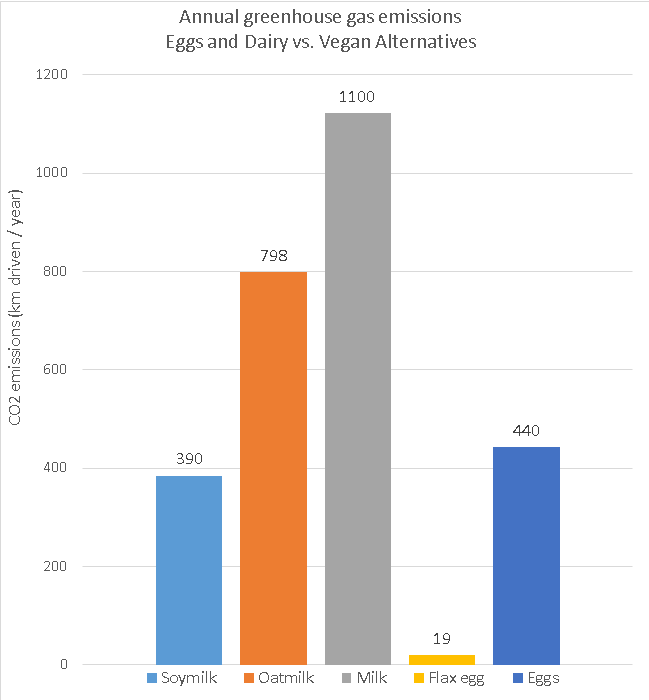 Annual greenhouse gas emissions
Eggs and Dairy vs. Vegan Alternatives
CO2 emissions (km driven / year)
1200
1000
800
600
400
200
0
390
798
1100
19
440
Soymilk
Oatmilk
Milk
Flax egg
Eggs